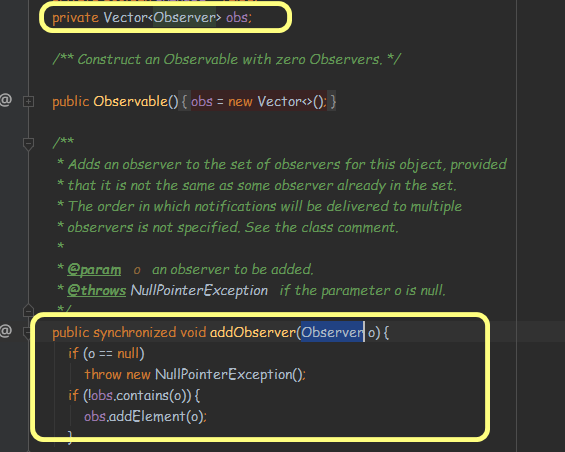 private Vector<Observer> obs;
/** Construct an Observable with zero Observers. */
@
public Observable() { obs = new Vector<>(); }
/**
* Adds an observer to the set of observers for this object, provided
* that it is not the same as some observer already in the set.
* The order in which notifications will be delivered to multiple
* observers is not specified. See the class comment.
*
* @param o an observer to be added.
* @throws NullPointerException if the parameter o is null.
*/
@
public synchronized void addObserver(Observer o) {
if (o == null)
throw new NullPointerException();
if (!obs.contains(o)) {
obs.addElement(o);
}